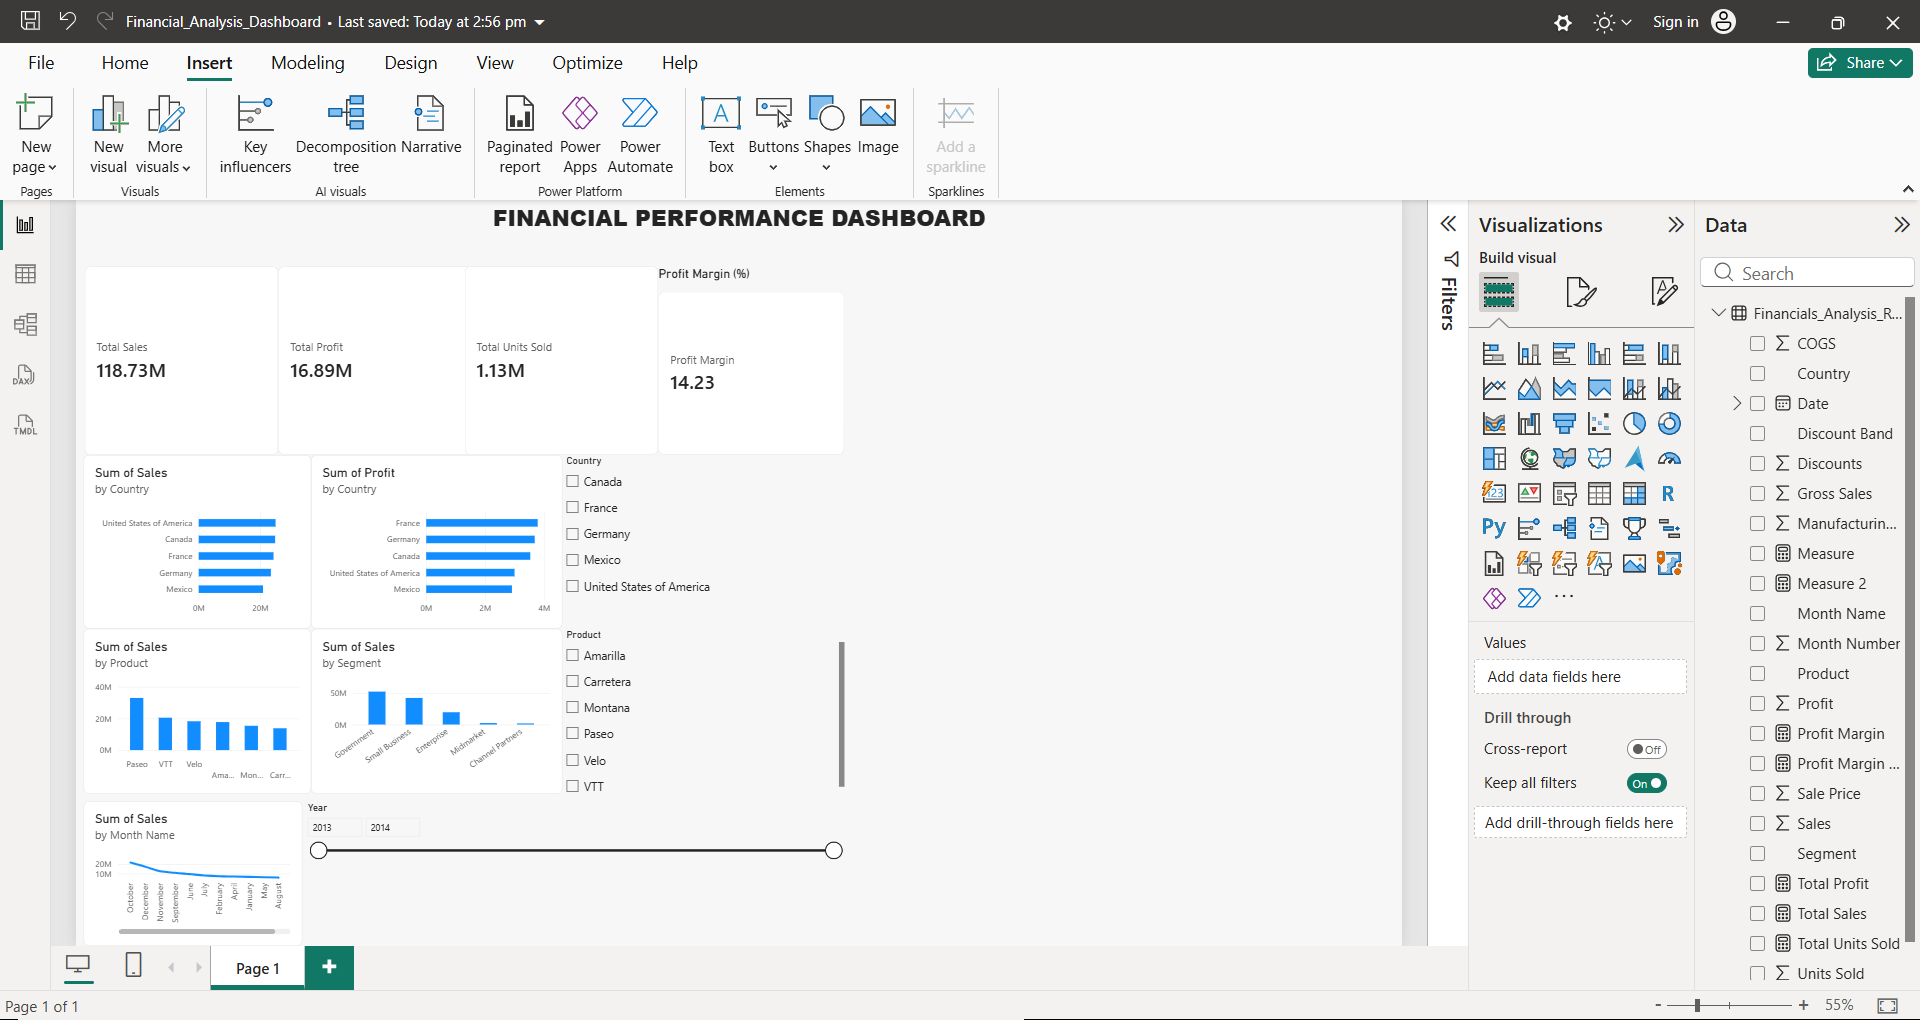 Financial_Analysis_Dashboard • Last saved: Today at 2:56 pm
Sign in
File Home Insert Modeling Design View Optimize Help
Share
New page
New visual
More visuals
Key influencers
Decomposition tree
Narrative
Paginated report
Power Apps
Power Automate
Text box
Buttons
Shapes
Image
Add a sparkline
Pages
Visuals
AI visuals
Power Platform
Elements
Sparklines
DAX
TMDL
FINANCIAL PERFORMANCE DASHBOARD
Total Sales
118.73M
Total Profit
16.89M
Total Units Sold
1.13M
Profit Margin (%)
Profit Margin
14.23
Sum of Sales
by Country
United States of America
Canada
France
Germany
Mexico
0M 20M
Sum of Profit
by Country
France
Germany
Canada
United States of America
Mexico
0M 2M 4M
Country
Canada
France
Germany
Mexico
United States of America
Sum of Sales
by Product
40M
20M
0M
Paseo VTT Velo Ama... Mon... Carr...
Sum of Sales
by Segment
50M
0M
Government Small Business Enterprise Midmarket Channel Partners
Product
Amarilla
Carretera
Montana
Paseo
Velo
VTT
Sum of Sales
by Month Name
20M
10M
October December November September June July February April January May August
Year
2013 2014
Filters
Visualizations
Build visual
123
R
Py
...
Values
Add data fields here
Drill through
Cross-report Off
Keep all filters On
Add drill-through fields here
Data
Search
Financials_Analysis_R...
COGS
Country
Date
Discount Band
Discounts
Gross Sales
Manufacturin...
Measure
Measure 2
Month Name
Month Number
Product
Profit
Profit Margin
Profit Margin ...
Sale Price
Sales
Segment
Total Profit
Total Sales
Total Units Sold
Units Sold
Page 1
+
Page 1 of 1
- + 55%